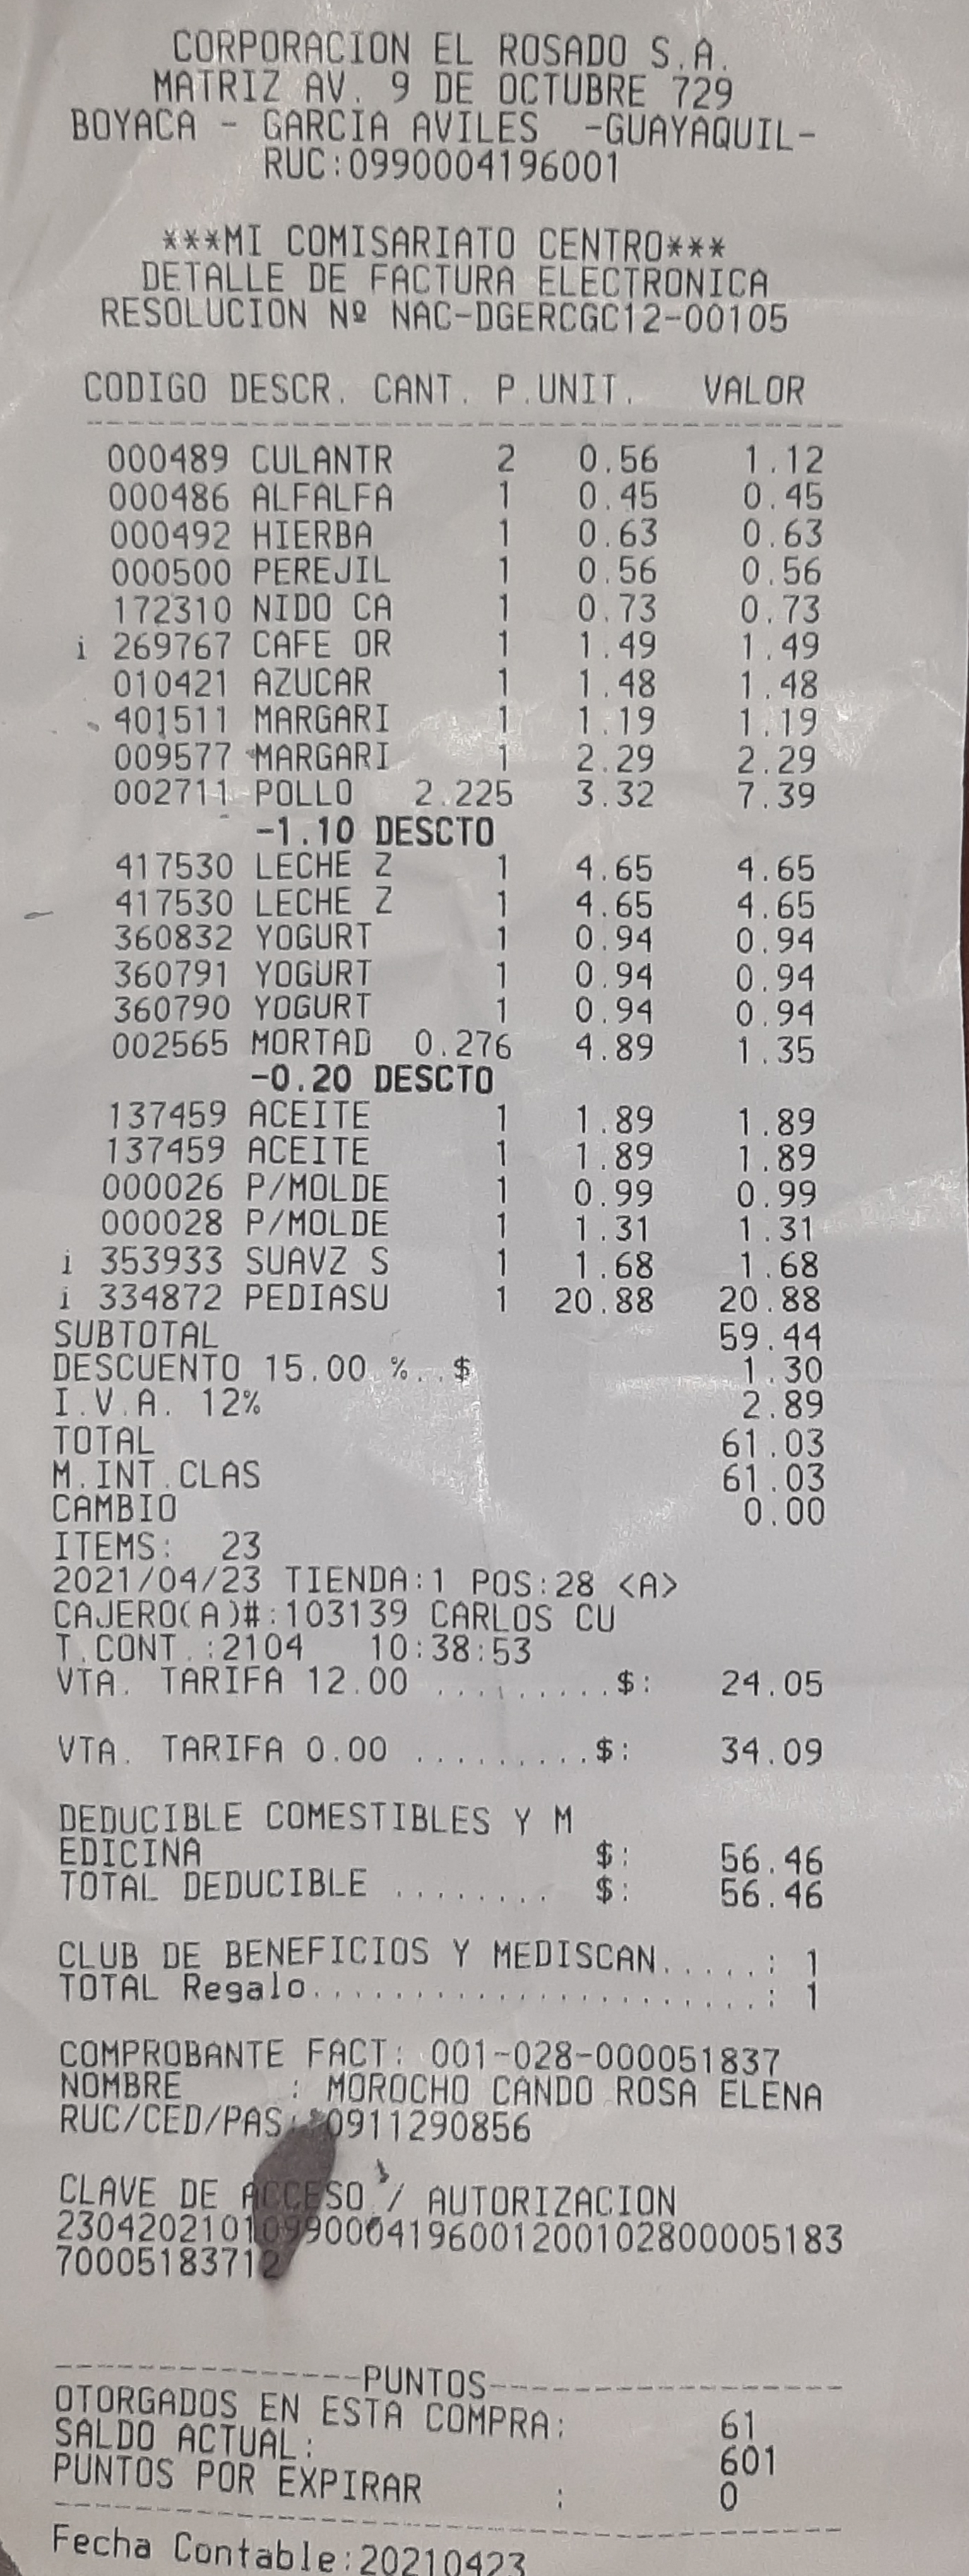 CORPORACION EL ROSADO S.A.
MATRIZ AV. 9 DE OCTUBRE 729
BOYACA - GARCIA AVILES -GUAYAQUIL-
RUC:0990004196001
***MI COMISARIATO CENTRO***
DETALLE DE FACTURA ELECTRONICA
RESOLUCION Nº NAC-DGERCGC12-00105
CODIGO DESCR. CANT. P.UNIT. VALOR
000489 CULANTR 2 0.56 1.12
000486 ALFALFA 1 0.45 0.45
000492 HIERBA 1 0.63 0.63
000500 PEREJIL 1 0.56 0.56
172310 NIDO CA 1 0.73 0.73
i 269767 CAFE OR 1 1.49 1.49
010421 AZUCAR 1 1.48 1.48
401511 MARGARI 1 1.19 1.19
009577 MARGARI 1 2.29 2.29
002711 POLLO 2.225 3.32 7.39
-1.10 DESCTO
417530 LECHE Z 1 4.65 4.65
417530 LECHE Z 1 4.65 4.65
360832 YOGURT 1 0.94 0.94
360791 YOGURT 1 0.94 0.94
360790 YOGURT 1 0.94 0.94
002565 MORTAD 0.276 4.89 1.35
-0.20 DESCTO
137459 ACEITE 1 1.89 1.89
137459 ACEITE 1 1.89 1.89
000026 P/MOLDE 1 0.99 0.99
000028 P/MOLDE 1 1.31 1.31
i 353933 SUAVZ S 1 1.68 1.68
i 334872 PEDIASU 1 20.88 20.88
SUBTOTAL 59.44
DESCUENTO 15.00 %..$ 1.30
I.V.A. 12% 2.89
TOTAL 61.03
M.INT.CLAS 61.03
CAMBIO 0.00
ITEMS: 23
2021/04/23 TIENDA:1 POS:28 <A>
CAJERO(A)#:103139 CARLOS CU
T.CONT.:2104 10:38:53
VTA. TARIFA 12.00 .........$: 24.05
VTA. TARIFA 0.00 .........$: 34.09
DEDUCIBLE COMESTIBLES Y M
EDICINA $: 56.46
TOTAL DEDUCIBLE ........ $: 56.46
CLUB DE BENEFICIOS Y MEDISCAN.....: 1
TOTAL Regalo......................: 1
COMPROBANTE FACT: 001-028-000051837
NOMBRE : MOROCHO CANDO ROSA ELENA
RUC/CED/PAS: 0911290856
CLAVE DE ACCESO / AUTORIZACION
23042021010990004196001200102800005183
70005183712
---------------PUNTOS-----------------
OTORGADOS EN ESTA COMPRA: 61
SALDO ACTUAL: 601
PUNTOS POR EXPIRAR : 0
Fecha Contable:20210423